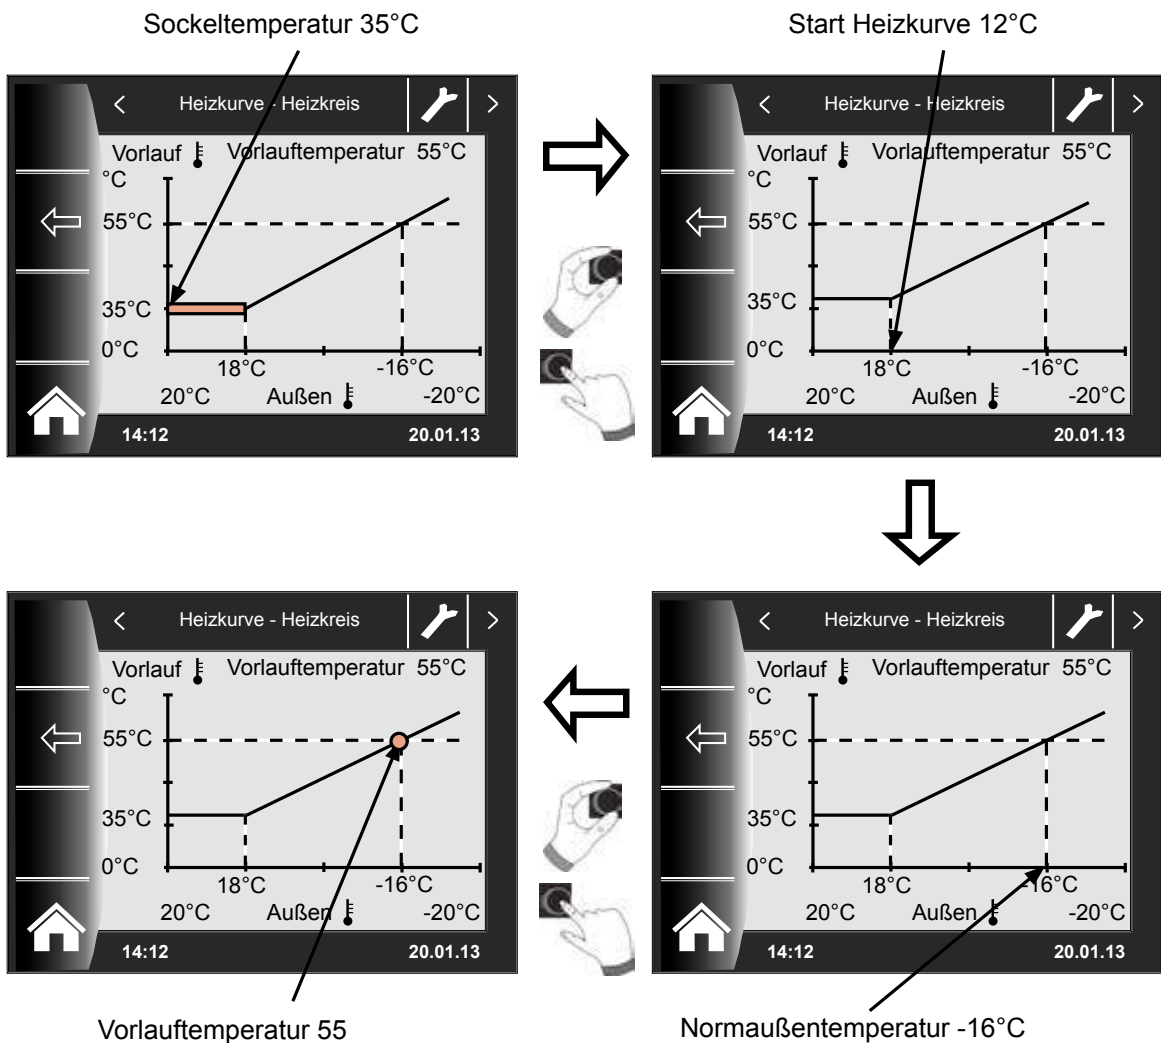 Sockeltemperatur 35°C
Start Heizkurve 12°C
< Heizkurve - Heizkreis >
Vorlauf Vorlauftemperatur 55°C
°C
55°C
35°C
0°C
18°C -16°C
20°C Außen -20°C
14:12 20.01.13
< Heizkurve - Heizkreis >
Vorlauf Vorlauftemperatur 55°C
°C
55°C
35°C
0°C
18°C -16°C
20°C Außen -20°C
14:12 20.01.13
< Heizkurve - Heizkreis >
Vorlauf Vorlauftemperatur 55°C
°C
55°C
35°C
0°C
18°C -16°C
20°C Außen -20°C
14:12 20.01.13
< Heizkurve - Heizkreis >
Vorlauf Vorlauftemperatur 55°C
°C
55°C
35°C
0°C
18°C -16°C
20°C Außen -20°C
14:12 20.01.13
Vorlauftemperatur 55
Normaußentemperatur -16°C